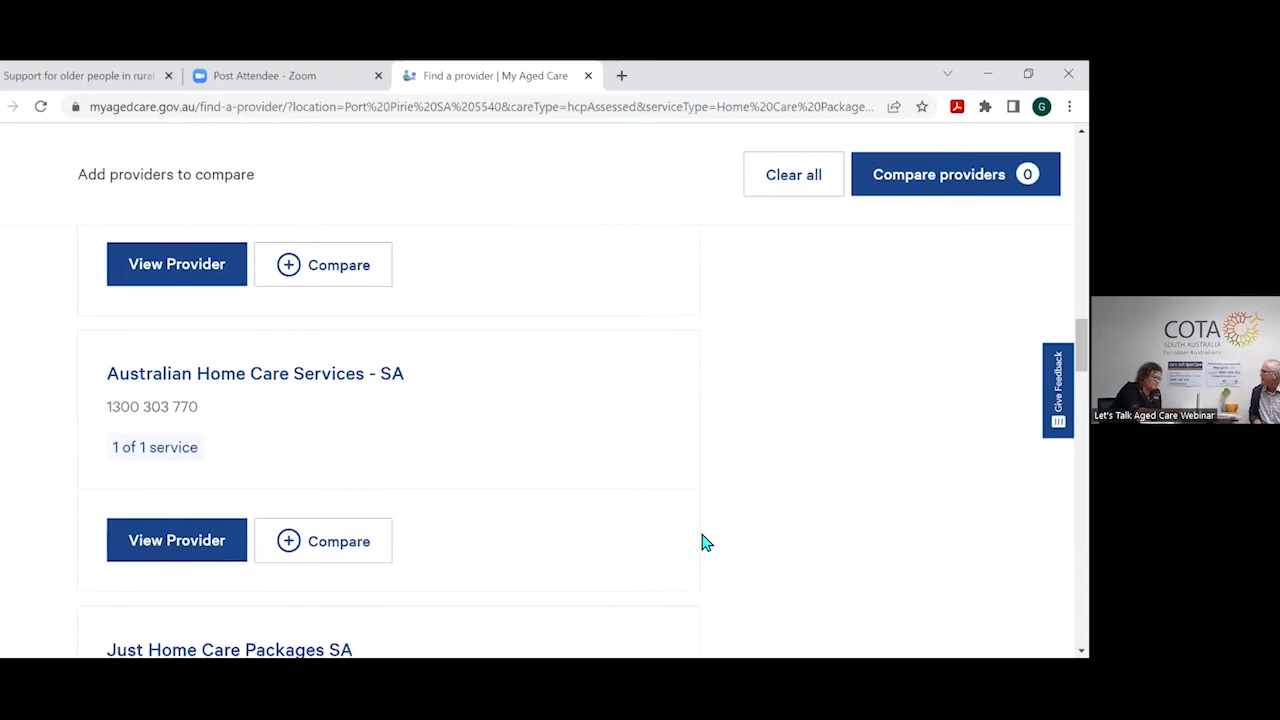 Support for older people in rural
Post Attendee - Zoom
Find a provider | My Aged Care
myagedcare.gov.au/find-a-provider/?location=Port%20Pirie%20SA%205540&careType=hcpAssessed&serviceType=Home%20Care%20Package...
G
Add providers to compare
Clear all
Compare providers 0
View Provider
Compare
Australian Home Care Services - SA
1300 303 770
1 of 1 service
Give Feedback
View Provider
Compare
Just Home Care Packages SA
COTA
SOUTH AUSTRALIA
For older Australians
Let's Talk Aged Care Webinar